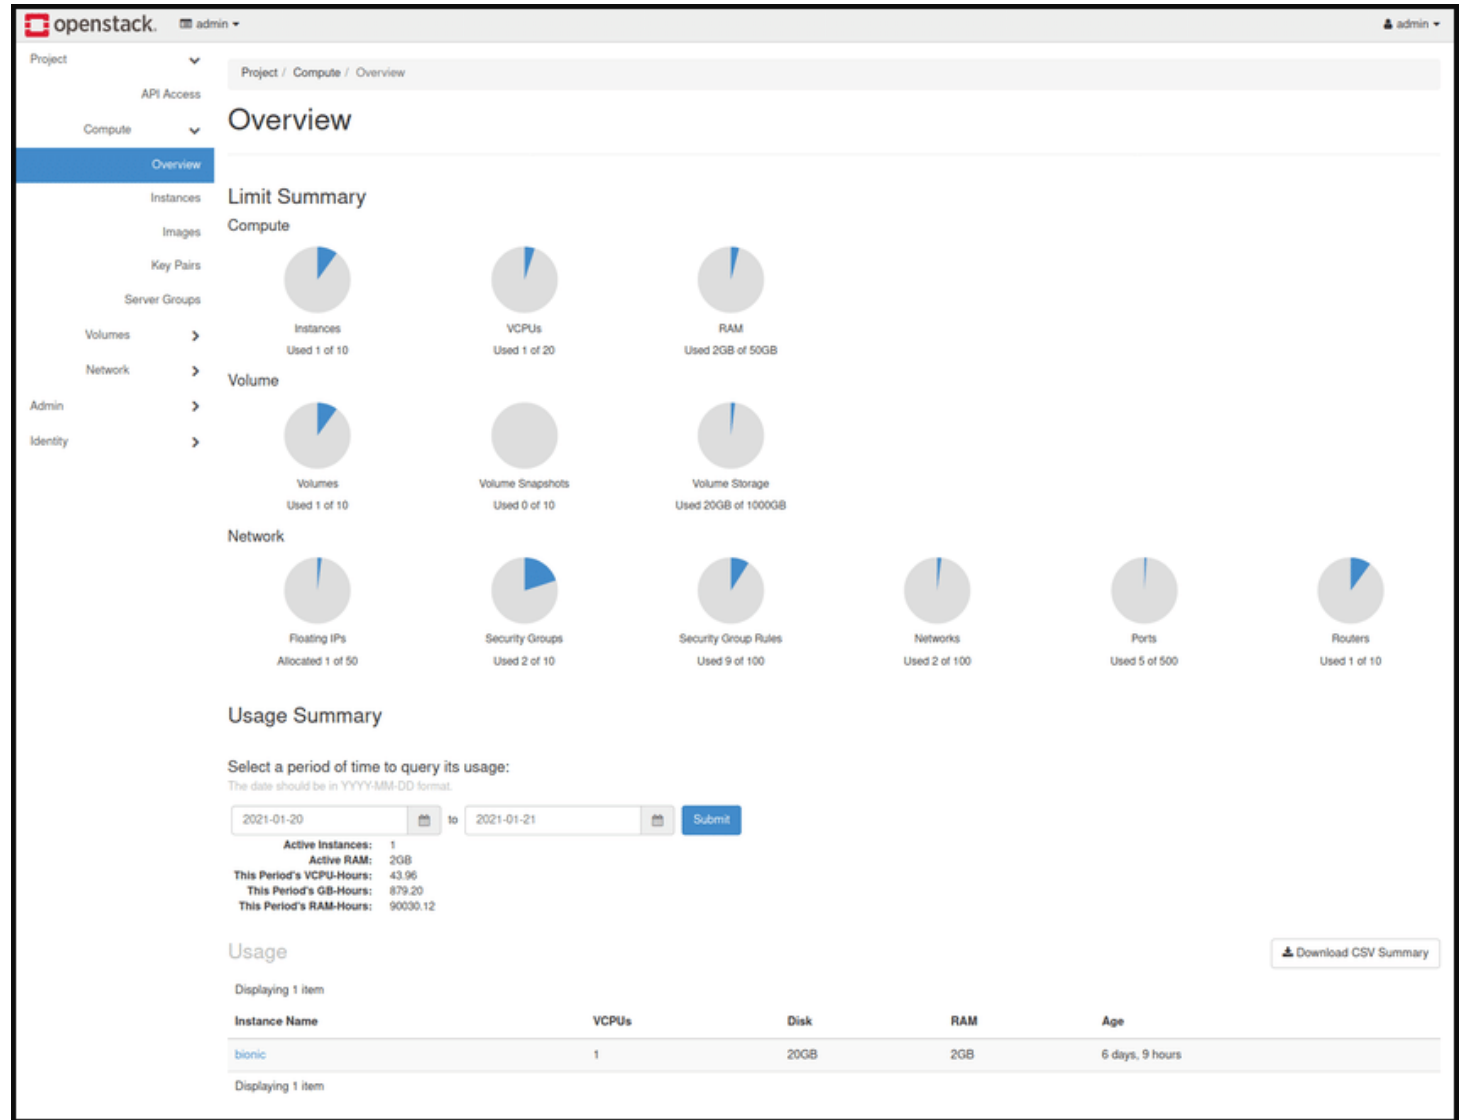 openstack. admin admin
Project
API Access
Compute
Overview
Instances
Images
Key Pairs
Server Groups
Volumes
Network
Admin
Identity
Project / Compute / Overview
Overview
Limit Summary
Compute
Instances VCPUs RAM
Used 1 of 10 Used 1 of 20 Used 2GB of 50GB
Volume
Volumes Volume Snapshots Volume Storage
Used 1 of 10 Used 0 of 10 Used 20GB of 1000GB
Network
Floating IPs Security Groups Security Group Rules Networks Ports Routers
Allocated 1 of 50 Used 2 of 10 Used 9 of 100 Used 2 of 100 Used 5 of 500 Used 1 of 10
Usage Summary
Select a period of time to query its usage:
The date should be in YYYY-MM-DD format.
2021-01-20 to 2021-01-21 Submit
Active Instances: 1
Active RAM: 2GB
This Period's VCPU-Hours: 43.96
This Period's GB-Hours: 879.20
This Period's RAM-Hours: 90030.12
Usage Download CSV Summary
Displaying 1 item
Instance Name VCPUs Disk RAM Age
bionic 1 20GB 2GB 6 days, 9 hours
Displaying 1 item